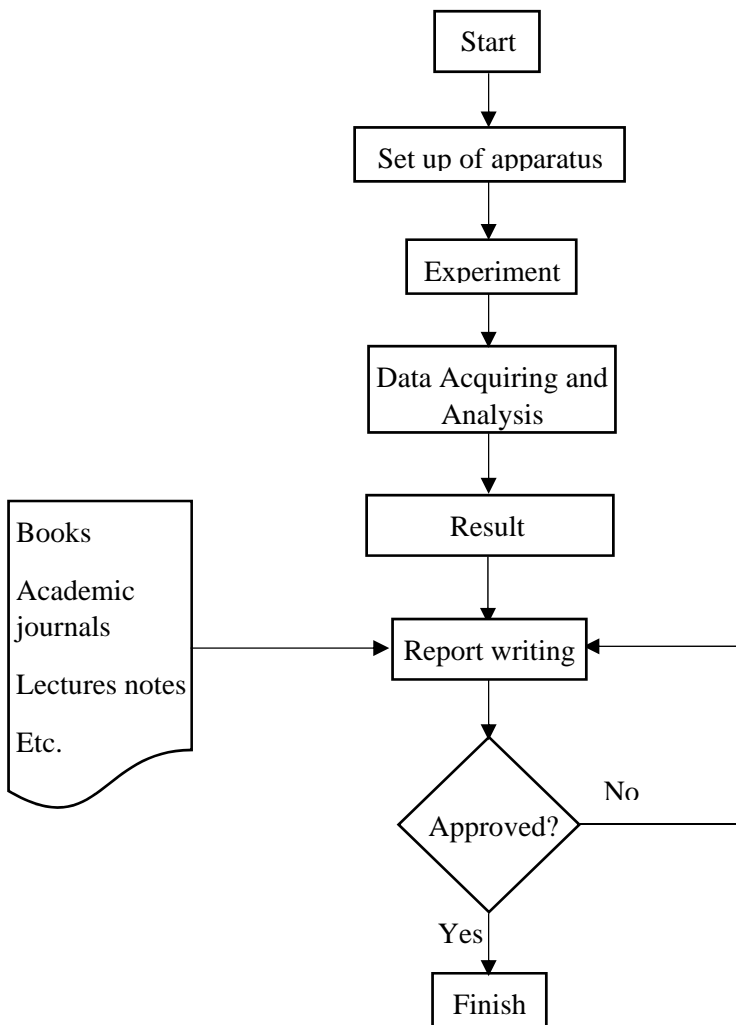 Start
Set up of apparatus
Experiment
Data Acquiring and
Analysis
Result
Books
Academic
journals
Lectures notes
Etc.
Report writing
No
Approved?
Yes
Finish